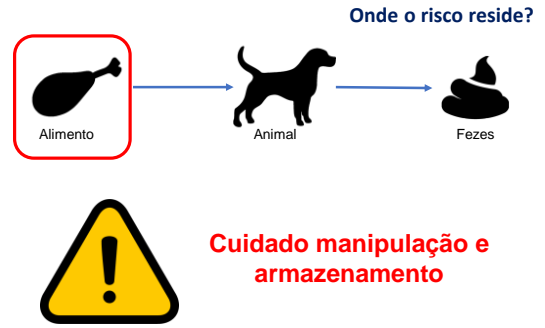 Onde o risco reside?
Alimento
Animal
Fezes
Cuidado manipulação e
armazenamento